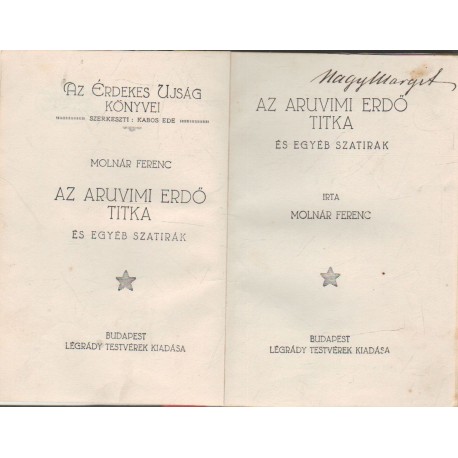 Az Érdekes Ujság
Könyvei
SZERKESZTI: KABOS EDE
MOLNÁR FERENC
AZ ARUVIMI ERDŐ
TITKA
ÉS EGYÉB SZATIRÁK
BUDAPEST
LÉGRÁDY TESTVÉREK KIADÁSA
Nagy Margit
AZ ARUVIMI ERDŐ
TITKA
ÉS EGYÉB SZATIRÁK
IRTA
MOLNÁR FERENC
BUDAPEST
LÉGRÁDY TESTVÉREK KIADÁSA